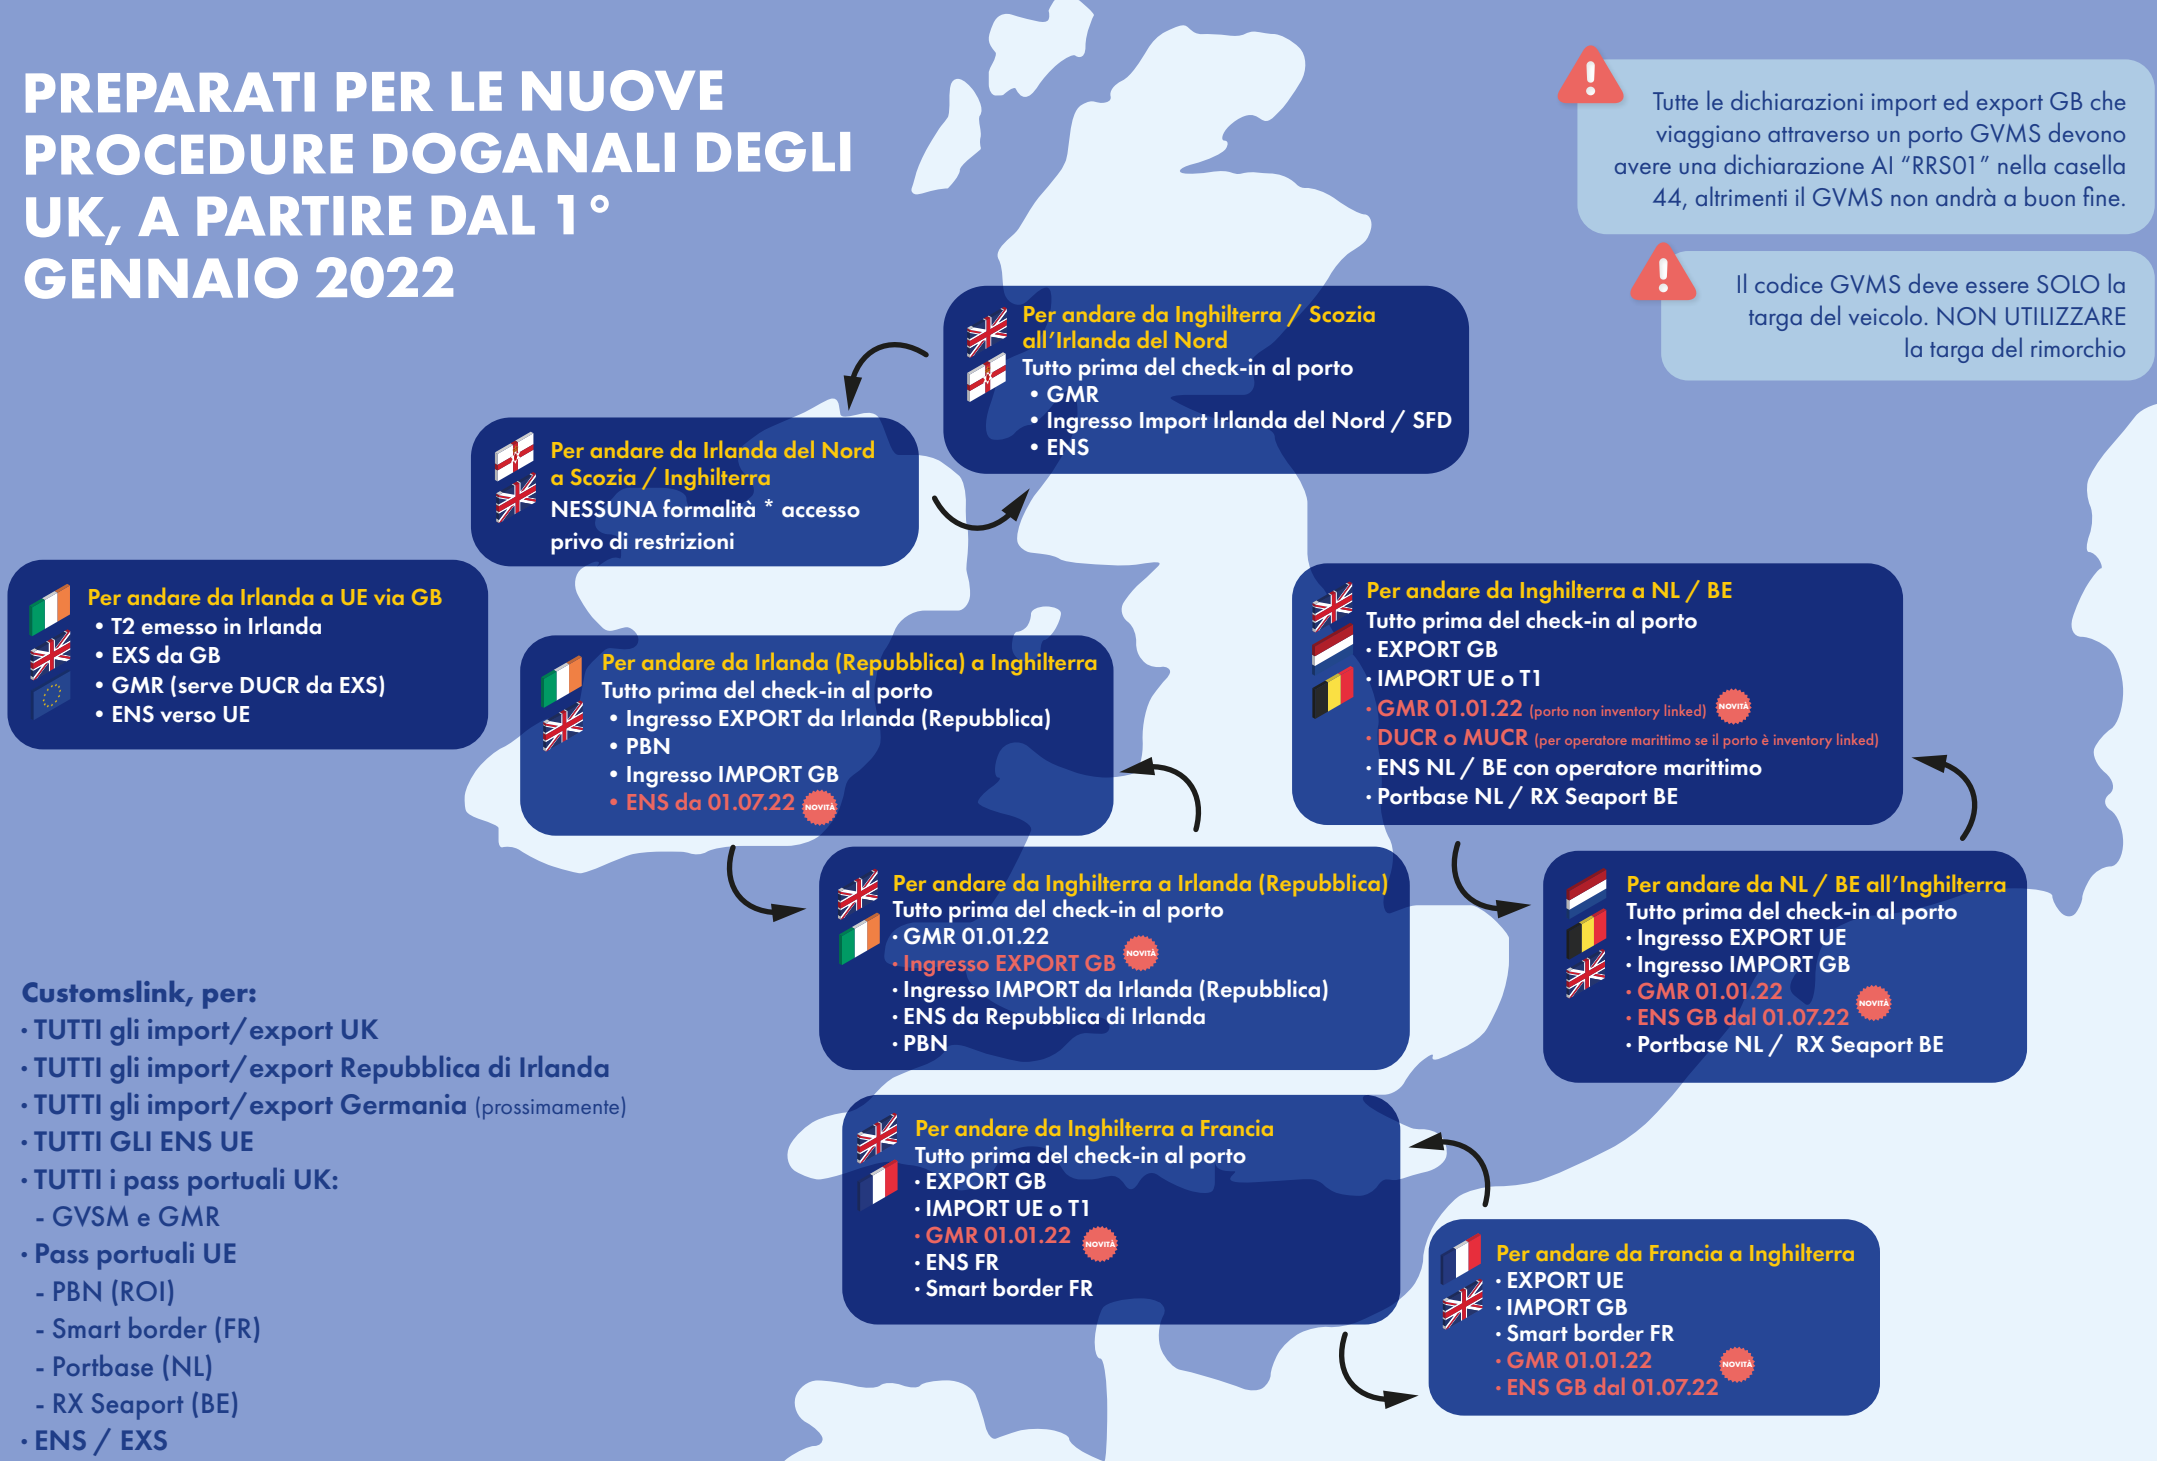 PREPARATI PER LE NUOVE
PROCEDURE DOGANALI DEGLI
UK, A PARTIRE DAL 1°
GENNAIO 2022
Tutte le dichiarazioni import ed export GB che
viaggiano attraverso un porto GVMS devono
avere una dichiarazione AI “RRS01” nella casella
44, altrimenti il GVMS non andrà a buon fine.
Il codice GVMS deve essere SOLO la
targa del veicolo. NON UTILIZZARE
la targa del rimorchio
Per andare da Inghilterra / Scozia
all’Irlanda del Nord
Tutto prima del check-in al porto
• GMR
• Ingresso Import Irlanda del Nord / SFD
• ENS
Per andare da Irlanda del Nord
a Scozia / Inghilterra
NESSUNA formalità * accesso
privo di restrizioni
Per andare da Irlanda a UE via GB
• T2 emesso in Irlanda
• EXS da GB
• GMR (serve DUCR da EXS)
• ENS verso UE
Per andare da Irlanda (Repubblica) a Inghilterra
Tutto prima del check-in al porto
• Ingresso EXPORT da Irlanda (Repubblica)
• PBN
• Ingresso IMPORT GB
• ENS da 01.07.22 NOVITÀ
Per andare da Inghilterra a NL / BE
Tutto prima del check-in al porto
· EXPORT GB
· IMPORT UE o T1
· GMR 01.01.22 (porto non inventory linked) NOVITÀ
· DUCR o MUCR (per operatore marittimo se il porto è inventory linked)
· ENS NL / BE con operatore marittimo
· Portbase NL / RX Seaport BE
Per andare da Inghilterra a Irlanda (Repubblica)
Tutto prima del check-in al porto
· GMR 01.01.22
· Ingresso EXPORT GB NOVITÀ
· Ingresso IMPORT da Irlanda (Repubblica)
· ENS da Repubblica di Irlanda
· PBN
Per andare da NL / BE all’Inghilterra
Tutto prima del check-in al porto
· Ingresso EXPORT UE
· Ingresso IMPORT GB
· GMR 01.01.22
NOVITÀ
· ENS GB dal 01.07.22
· Portbase NL / RX Seaport BE
Customslink, per:
· TUTTI gli import/export UK
· TUTTI gli import/export Repubblica di Irlanda
· TUTTI gli import/export Germania (prossimamente)
· TUTTI GLI ENS UE
· TUTTI i pass portuali UK:
- GVSM e GMR
· Pass portuali UE
- PBN (ROI)
- Smart border (FR)
- Portbase (NL)
- RX Seaport (BE)
· ENS / EXS
Per andare da Inghilterra a Francia
Tutto prima del check-in al porto
· EXPORT GB
· IMPORT UE o T1
· GMR 01.01.22 NOVITÀ
· ENS FR
· Smart border FR
Per andare da Francia a Inghilterra
· EXPORT UE
· IMPORT GB
· Smart border FR
· GMR 01.01.22 NOVITÀ
· ENS GB dal 01.07.22